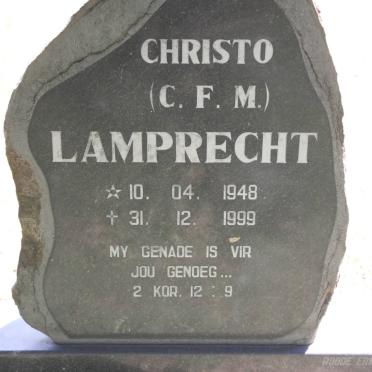 CHRISTO
(C. F. M.)
LAMPRECHT
☆ 10. 04. 1948
✝ 31. 12. 1999
MY GENADE IS VIR
JOU GENOEG...
2 KOR. 12 : 9